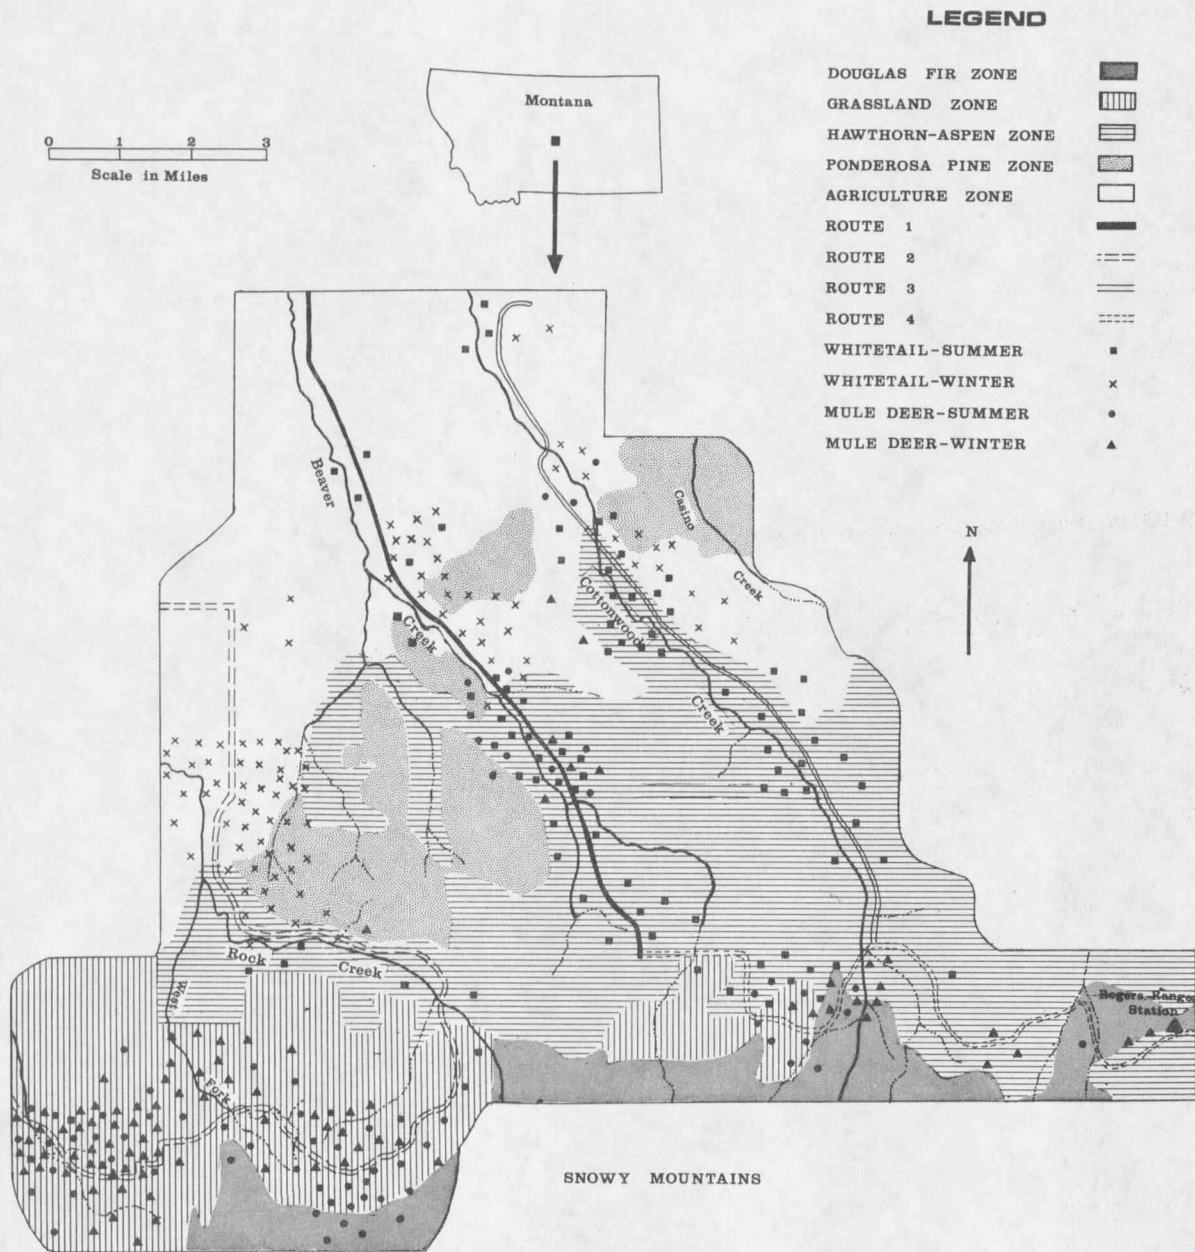 LEGEND
DOUGLAS FIR ZONE
GRASSLAND ZONE
HAWTHORN-ASPEN ZONE
PONDEROSA PINE ZONE
AGRICULTURE ZONE
ROUTE 1
ROUTE 2
ROUTE 3
ROUTE 4
WHITETAIL-SUMMER
WHITETAIL-WINTER
MULE DEER-SUMMER
MULE DEER-WINTER
Montana
0 1 2 3
Scale in Miles
N
Beaver
Creek
Casino
Creek
Cottonwood
Creek
Rock
Creek
West
Fork
Rogers Ranger
Station
SNOWY MOUNTAINS